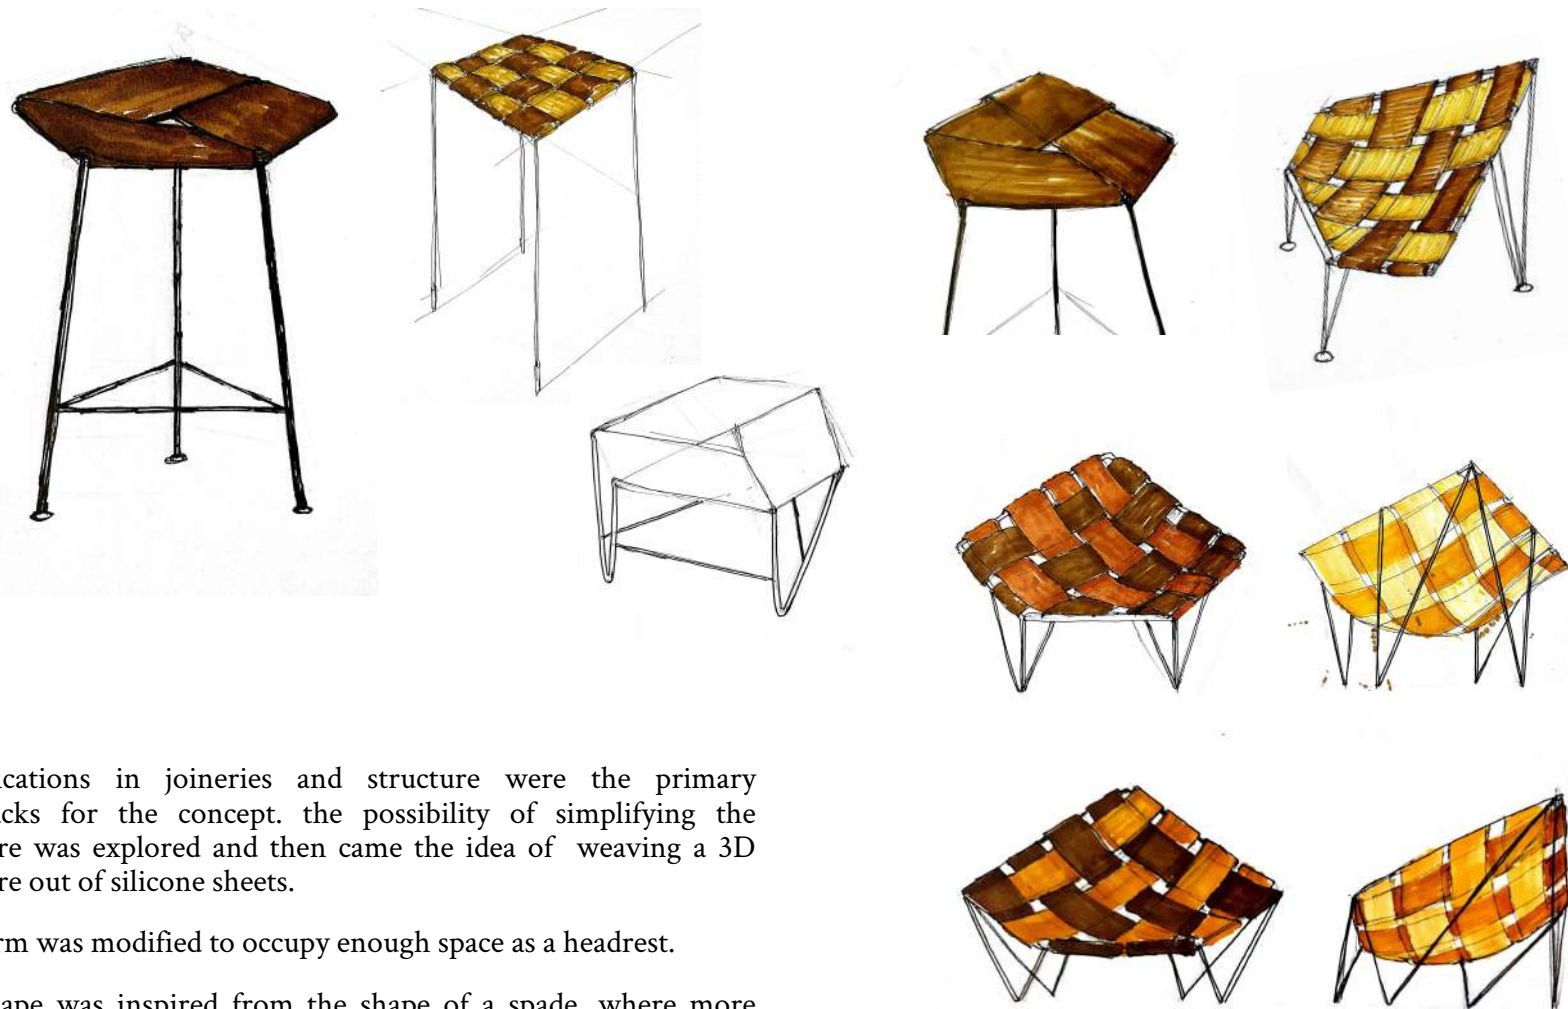 ications in joineries and structure were the primary
cks for the concept. the possibility of simplifying the
re was explored and then came the idea of weaving a 3D
re out of silicone sheets.
rm was modified to occupy enough space as a headrest.
ape was inspired from the shape of a spade, where more